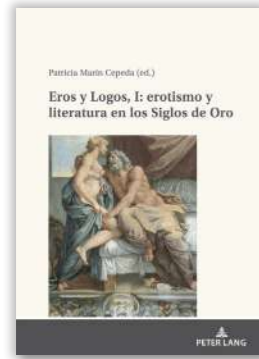 Patricia Marín Cepeda (ed.)
Eros y Logos, I: erotismo y
literatura en los Siglos de Oro
PETER LANG